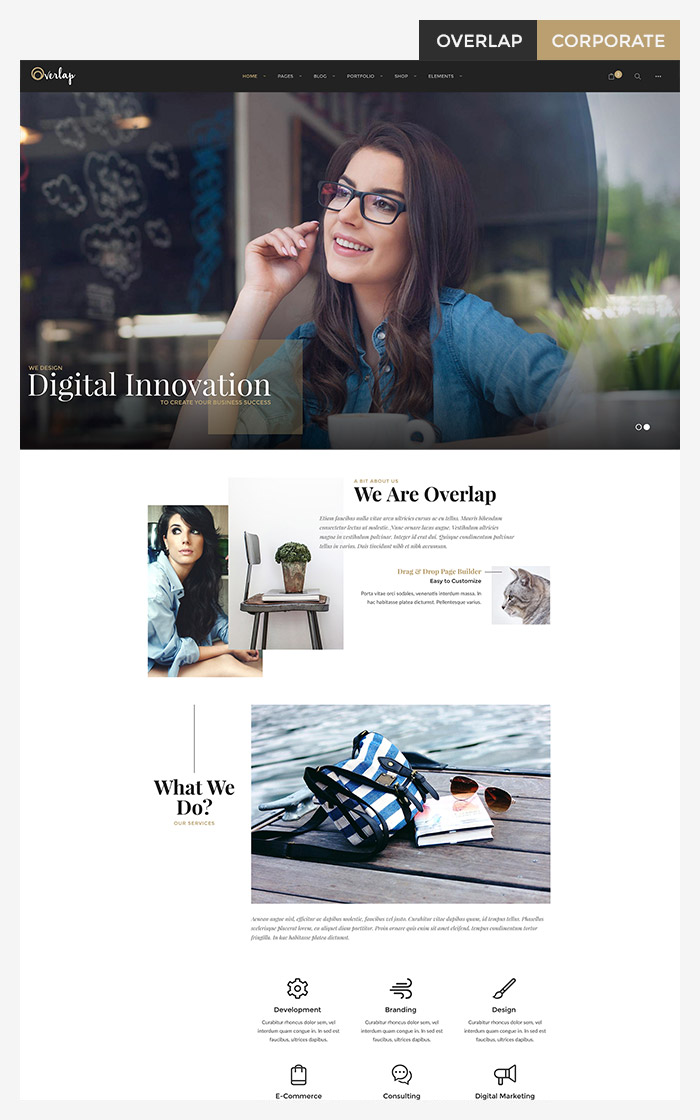 OVERLAP CORPORATE
Overlap
HOME PAGES BLOG PORTFOLIO SHOP ELEMENTS
WE DESIGN
Digital Innovation
TO CREATE YOUR BUSINESS SUCCESS
A BIT ABOUT US
We Are Overlap
Etiam faucibus nulla vitae arcu ultricies cursus ac eu tellus. Mauris bibendum
consectetur lectus at molestie. Nunc ornare lacus augue. Vestibulum ultricies
magna in vestibulum pulvinar. Integer id erat dui. Quisque condimentum pulvinar
tellus in varius. Duis tincidunt nibh et nibh accumsan.
Drag & Drop Page Builder
Easy to Customize
Porta vitae orci sodales, venenatis interdum massa. In
hac habitasse platea dictumst. Pellentesque varius.
What We
Do?
OUR SERVICES
Aenean augue nisl, efficitur ac dapibus molestie, faucibus vel justo. Curabitur vitae dapibus quam, id tempus tellus. Phasellus
scelerisque placerat lorem, eu aliquet diam porttitor. Proin ornare quis enim sit amet eleifend. tempus condimentum tortor
fringilla. In hac habitasse platea dictumst.
Development
Curabitur rhoncus dolor sem, vel
interdum quam congue in. In sed est
faucibus, ultrices dapibus.
Branding
Curabitur rhoncus dolor sem, vel
interdum quam congue in. In sed est
faucibus, ultrices dapibus.
Design
Curabitur rhoncus dolor sem, vel
interdum quam congue in. In sed est
faucibus, ultrices dapibus.
E-Commerce
Consulting
Digital Marketing